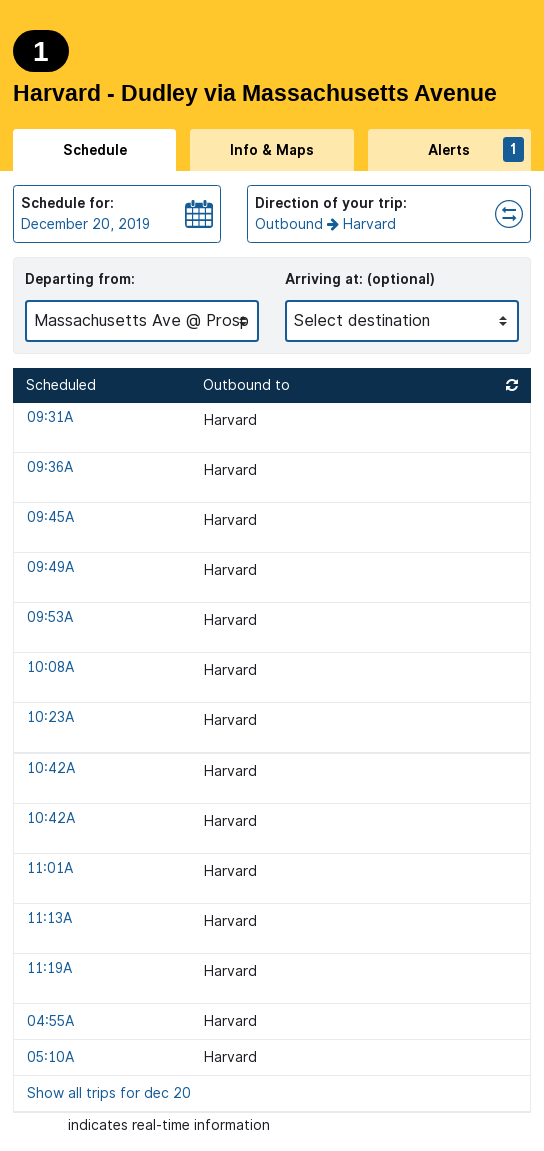 1
Harvard - Dudley via Massachusetts Avenue
Schedule Info & Maps Alerts 1
Schedule for: Direction of your trip:
December 20, 2019 Outbound Harvard
Departing from: Arriving at: (optional)
Massachusetts Ave @ Prosp Select destination
Scheduled Outbound to
09:31A Harvard
09:36A Harvard
09:45A Harvard
09:49A Harvard
09:53A Harvard
10:08A Harvard
10:23A Harvard
10:42A Harvard
10:42A Harvard
11:01A Harvard
11:13A Harvard
11:19A Harvard
04:55A Harvard
05:10A Harvard
Show all trips for dec 20
indicates real-time information